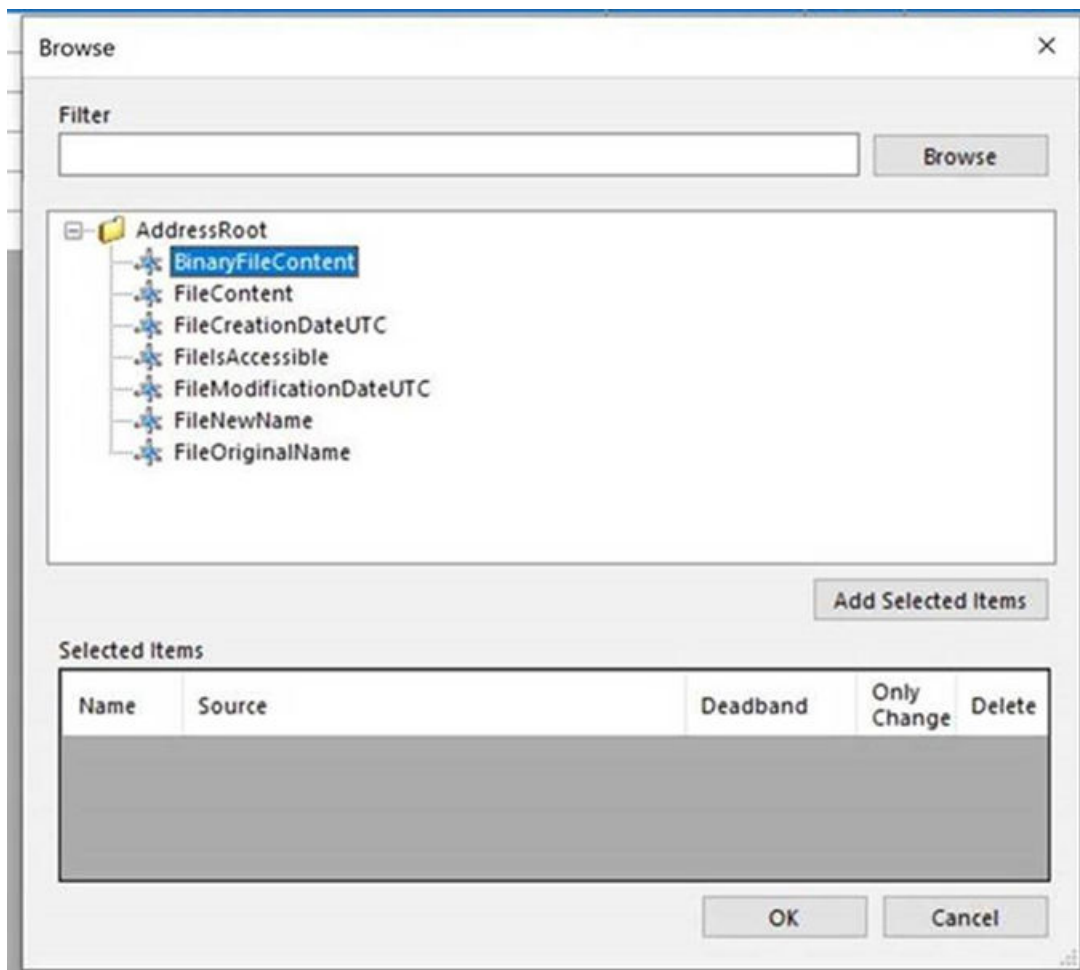 Browse
Filter
Browse
AddressRoot
BinaryFileContent
FileContent
FileCreationDateUTC
FileIsAccessible
FileModificationDateUTC
FileNewName
FileOriginalName
Add Selected Items
Selected Items
Name Source Deadband Only Change Delete
OK Cancel